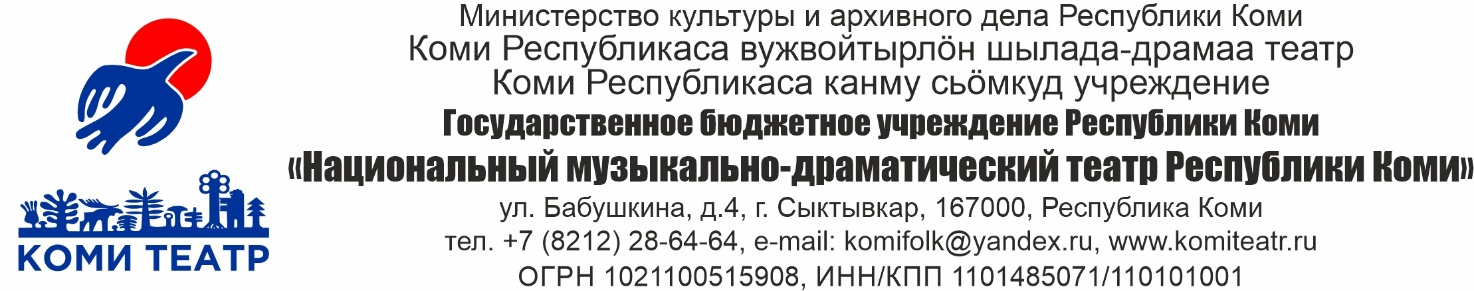 Министерство культуры и архивного дела Республики Коми
Коми Республикаса вужвойтырлӧн шылада-драмаа театр
Коми Республикаса канму сьӧмкуд учреждение
Государственное бюджетное учреждение Республики Коми
«Национальный музыкально-драматический театр Республики Коми»
ул. Бабушкина, д.4, г. Сыктывкар, 167000, Республика Коми
тел. +7 (8212) 28-64-64, e-mail: komifolk@yandex.ru, www.komiteatr.ru
ОГРН 1021100515908, ИНН/КПП 1101485071/110101001
КОМИ ТЕАТР